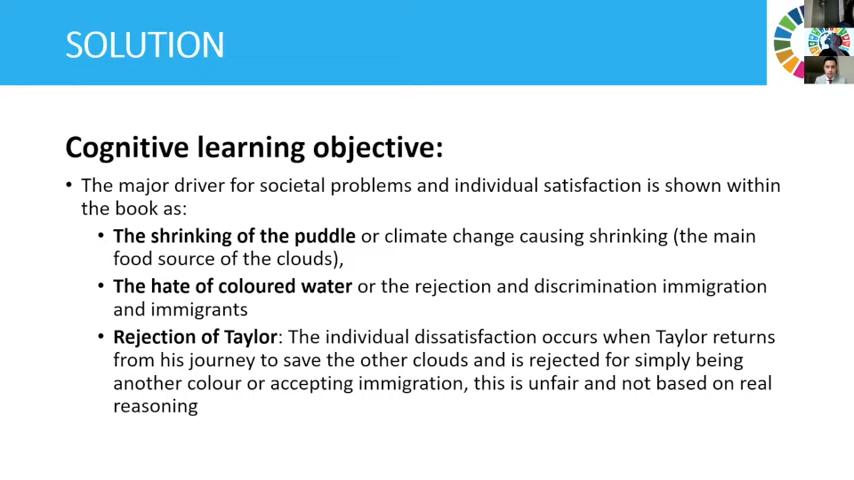 SOLUTION
Cognitive learning objective:
• The major driver for societal problems and individual satisfaction is shown within
the book as:
• The shrinking of the puddle or climate change causing shrinking (the main
food source of the clouds),
• The hate of coloured water or the rejection and discrimination immigration
and immigrants
• Rejection of Taylor: The individual dissatisfaction occurs when Taylor returns
from his journey to save the other clouds and is rejected for simply being
another colour or accepting immigration, this is unfair and not based on real
reasoning